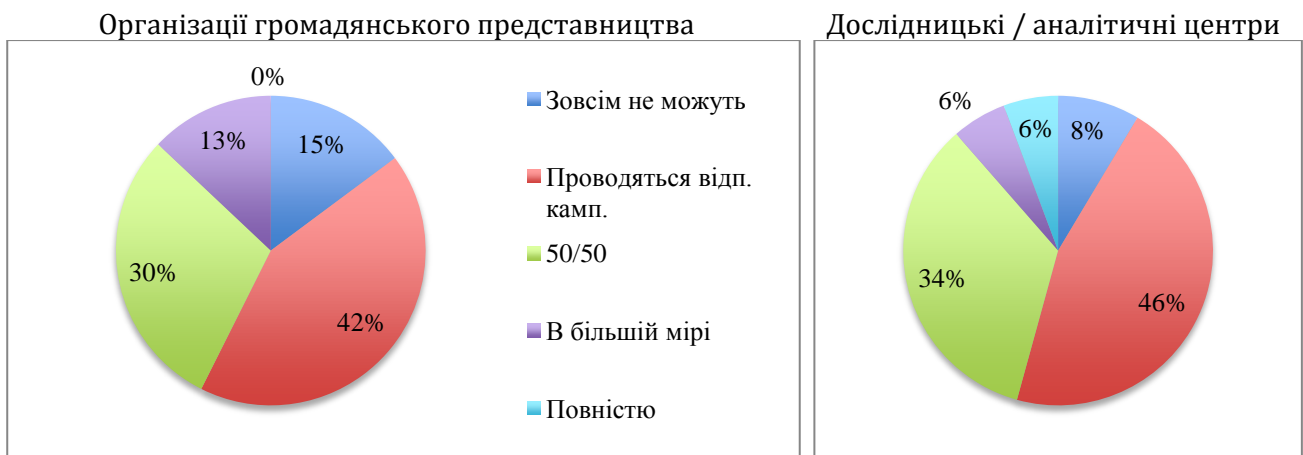 Організації громадянського представництва
0%
15%
42%
30%
13%
Зовсім не можуть
Проводяться відп.
камп.
50/50
В більшій мірі
Повністю
Дослідницькі / аналітичні центри
8%
46%
34%
6%
6%